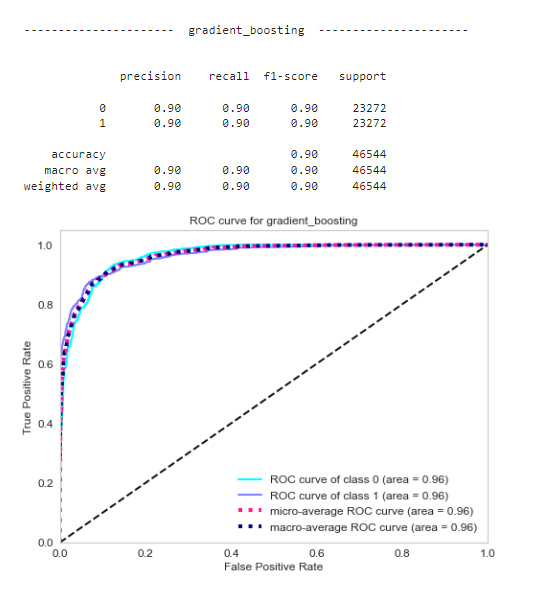 ---------------------- gradient_boosting ----------------------
precision recall f1-score support
0 0.90 0.90 0.90 23272
1 0.90 0.90 0.90 23272
accuracy 0.90 46544
macro avg 0.90 0.90 0.90 46544
weighted avg 0.90 0.90 0.90 46544
ROC curve for gradient_boosting
1.0
0.8
0.6
0.4
0.2
0.0
True Positive Rate
ROC curve of class 0 (area = 0.96)
ROC curve of class 1 (area = 0.96)
micro-average ROC curve (area = 0.96)
macro-average ROC curve (area = 0.96)
0.0 0.2 0.4 0.6 0.8 1.0
False Positive Rate